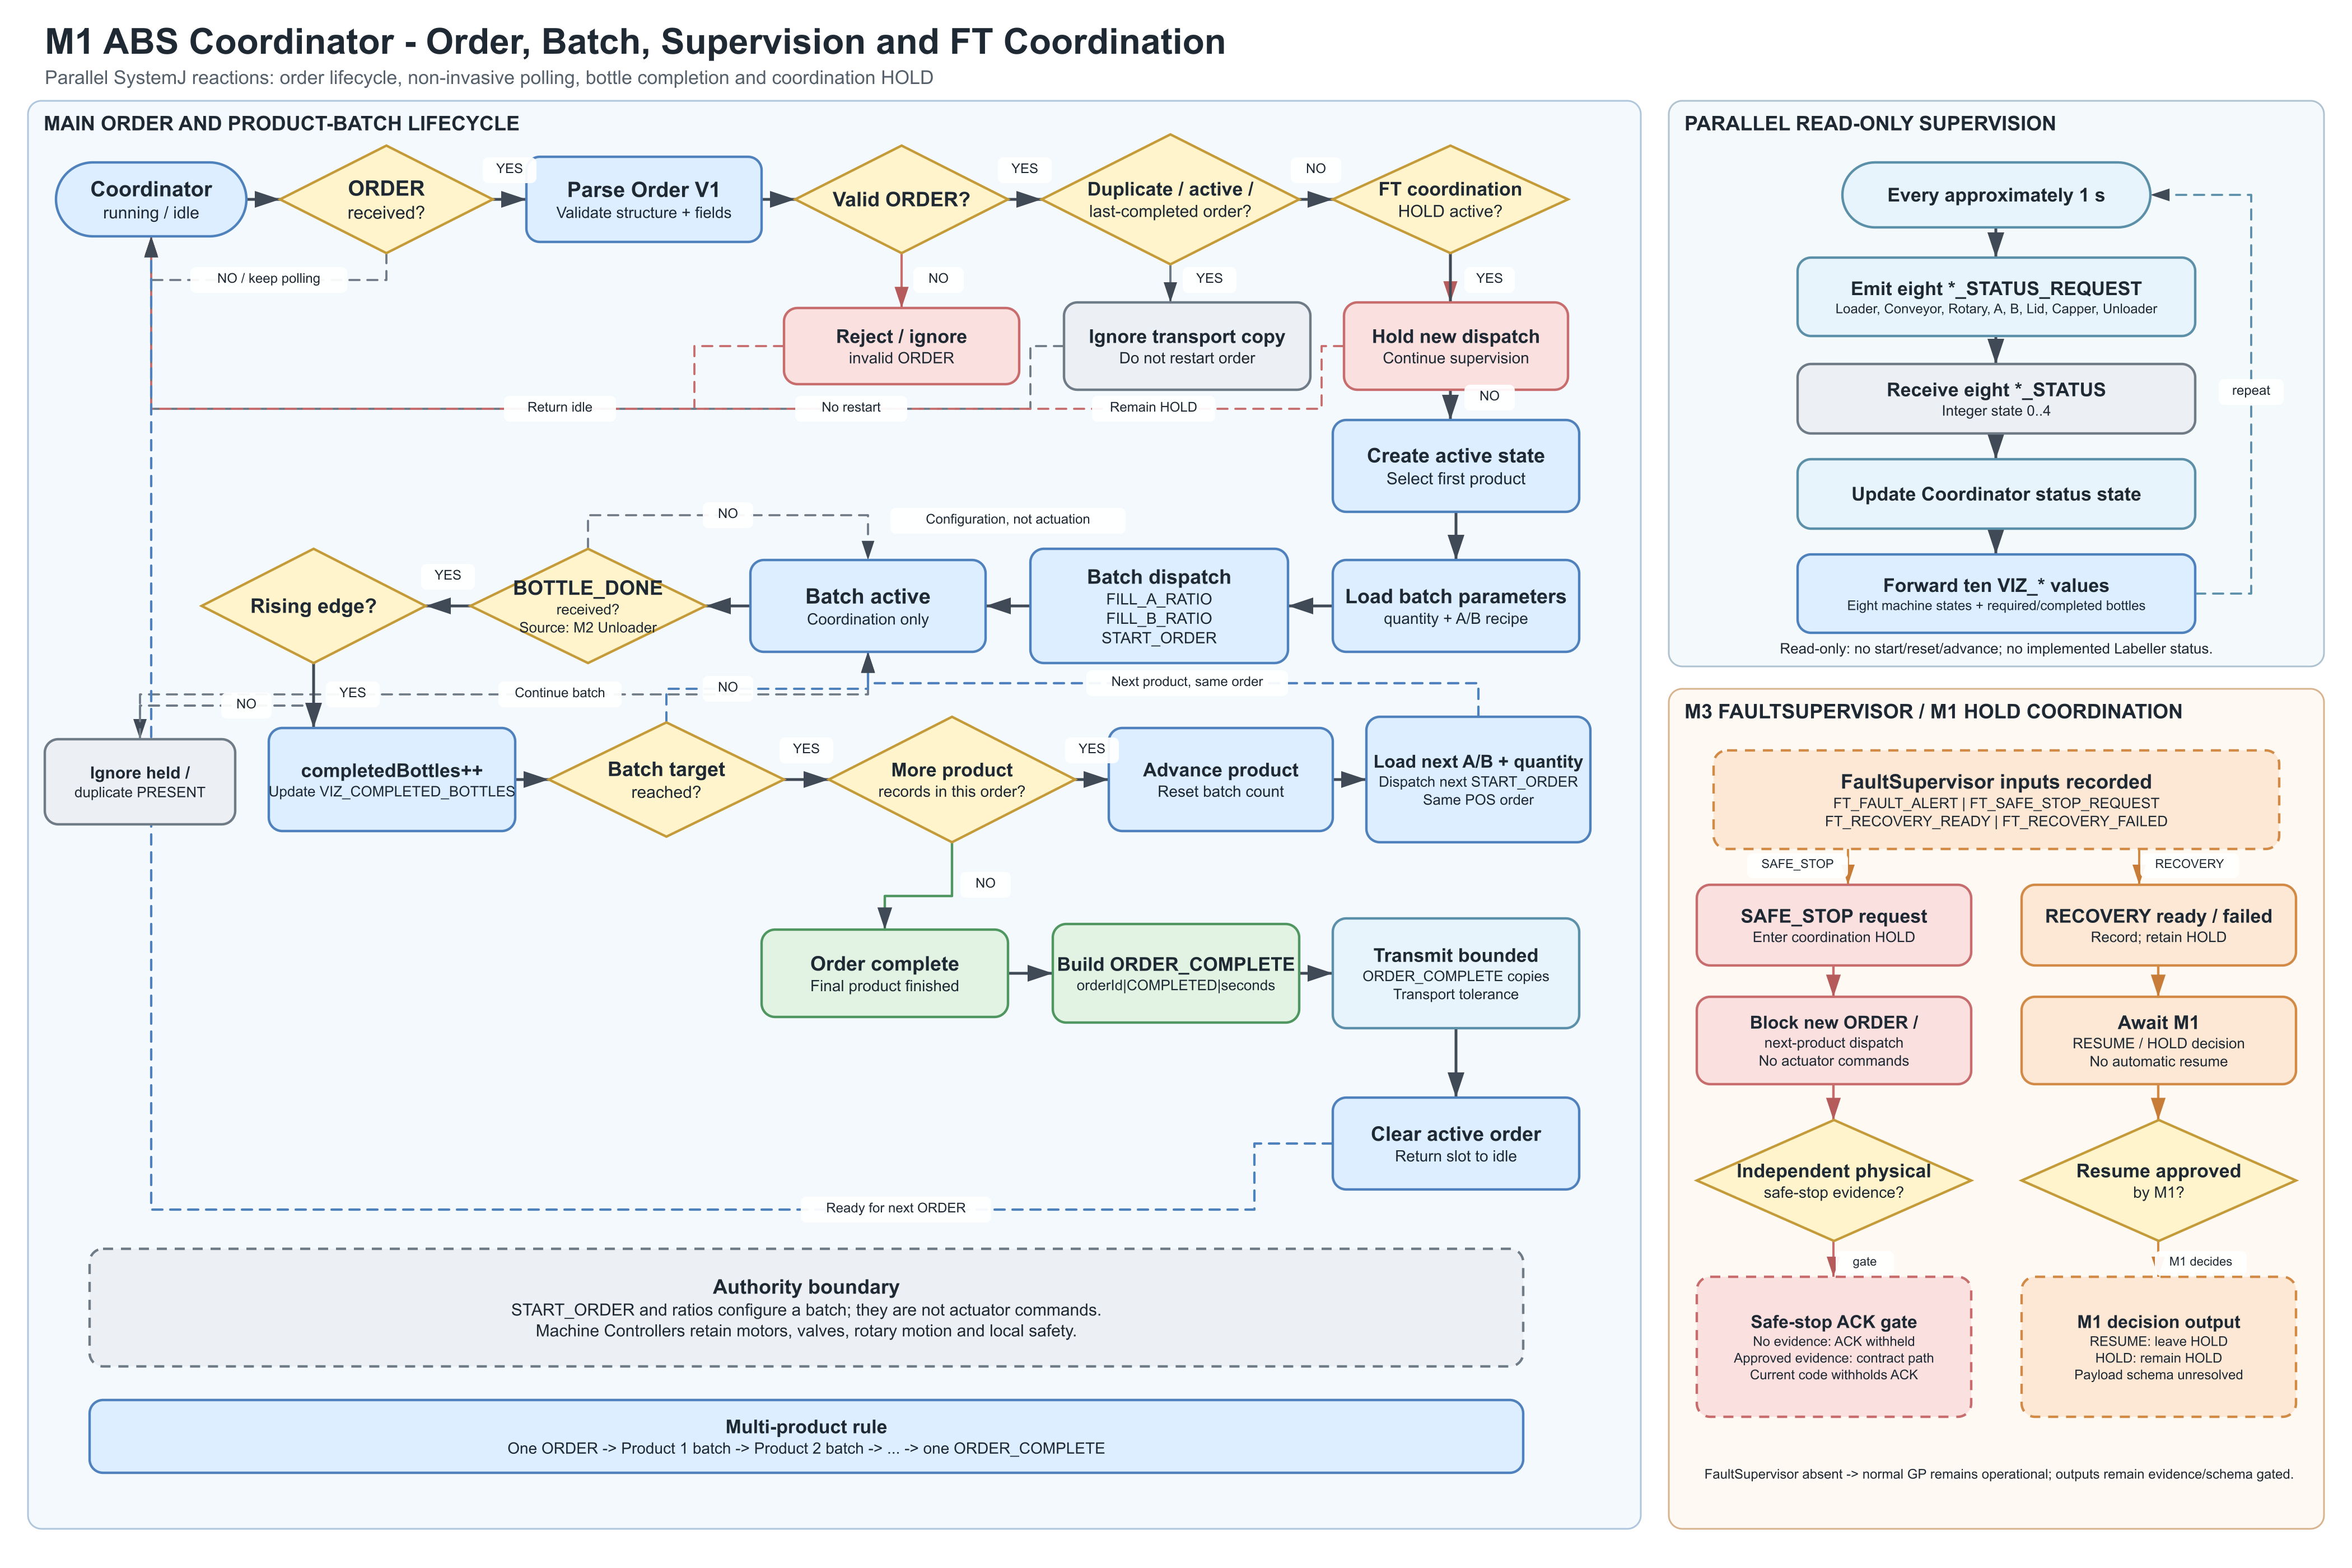 M1 ABS Coordinator - Order, Batch, Supervision and FT Coordination
Parallel SystemJ reactions: order lifecycle, non-invasive polling, bottle completion and coordination HOLD
MAIN ORDER AND PRODUCT-BATCH LIFECYCLE
Coordinator
running / idle
ORDER
received?
YES
Parse Order V1
Validate structure + fields
Valid ORDER?
YES
Duplicate / active /
last-completed order?
NO
FT coordination
HOLD active?
NO / keep polling
NO
YES
YES
Reject / ignore
invalid ORDER
Ignore transport copy
Do not restart order
Hold new dispatch
Continue supervision
Return idle
No restart
Remain HOLD
NO
Create active state
Select first product
NO
Configuration, not actuation
Rising edge?
YES
BOTTLE_DONE
received?
Source: M2 Unloader
Batch active
Coordination only
Batch dispatch
FILL_A_RATIO
FILL_B_RATIO
START_ORDER
Load batch parameters
quantity + A/B recipe
NO
YES
Continue batch
NO
Next product, same order
Ignore held /
duplicate PRESENT
completedBottles++
Update VIZ_COMPLETED_BOTTLES
Batch target
reached?
YES
More product
records in this order?
YES
Advance product
Reset batch count
Load next A/B + quantity
Dispatch next START_ORDER
Same POS order
NO
Order complete
Final product finished
Build ORDER_COMPLETE
orderId|COMPLETED|seconds
Transmit bounded
ORDER_COMPLETE copies
Transport tolerance
Clear active order
Return slot to idle
Ready for next ORDER
Authority boundary
START_ORDER and ratios configure a batch; they are not actuator commands.
Machine Controllers retain motors, valves, rotary motion and local safety.
Multi-product rule
One ORDER -> Product 1 batch -> Product 2 batch -> ... -> one ORDER_COMPLETE
PARALLEL READ-ONLY SUPERVISION
Every approximately 1 s
Emit eight *_STATUS_REQUEST
Loader, Conveyor, Rotary, A, B, Lid, Capper, Unloader
Receive eight *_STATUS
Integer state 0..4
repeat
Update Coordinator status state
Forward ten VIZ_* values
Eight machine states + required/completed bottles
Read-only: no start/reset/advance; no implemented Labeller status.
M3 FAULTSUPERVISOR / M1 HOLD COORDINATION
FaultSupervisor inputs recorded
FT_FAULT_ALERT | FT_SAFE_STOP_REQUEST
FT_RECOVERY_READY | FT_RECOVERY_FAILED
SAFE_STOP
RECOVERY
SAFE_STOP request
Enter coordination HOLD
RECOVERY ready / failed
Record; retain HOLD
Block new ORDER /
next-product dispatch
No actuator commands
Await M1
RESUME / HOLD decision
No automatic resume
Independent physical
safe-stop evidence?
Resume approved
by M1?
gate
M1 decides
Safe-stop ACK gate
No evidence: ACK withheld
Approved evidence: contract path
Current code withholds ACK
M1 decision output
RESUME: leave HOLD
HOLD: remain HOLD
Payload schema unresolved
FaultSupervisor absent -> normal GP remains operational; outputs remain evidence/schema gated.